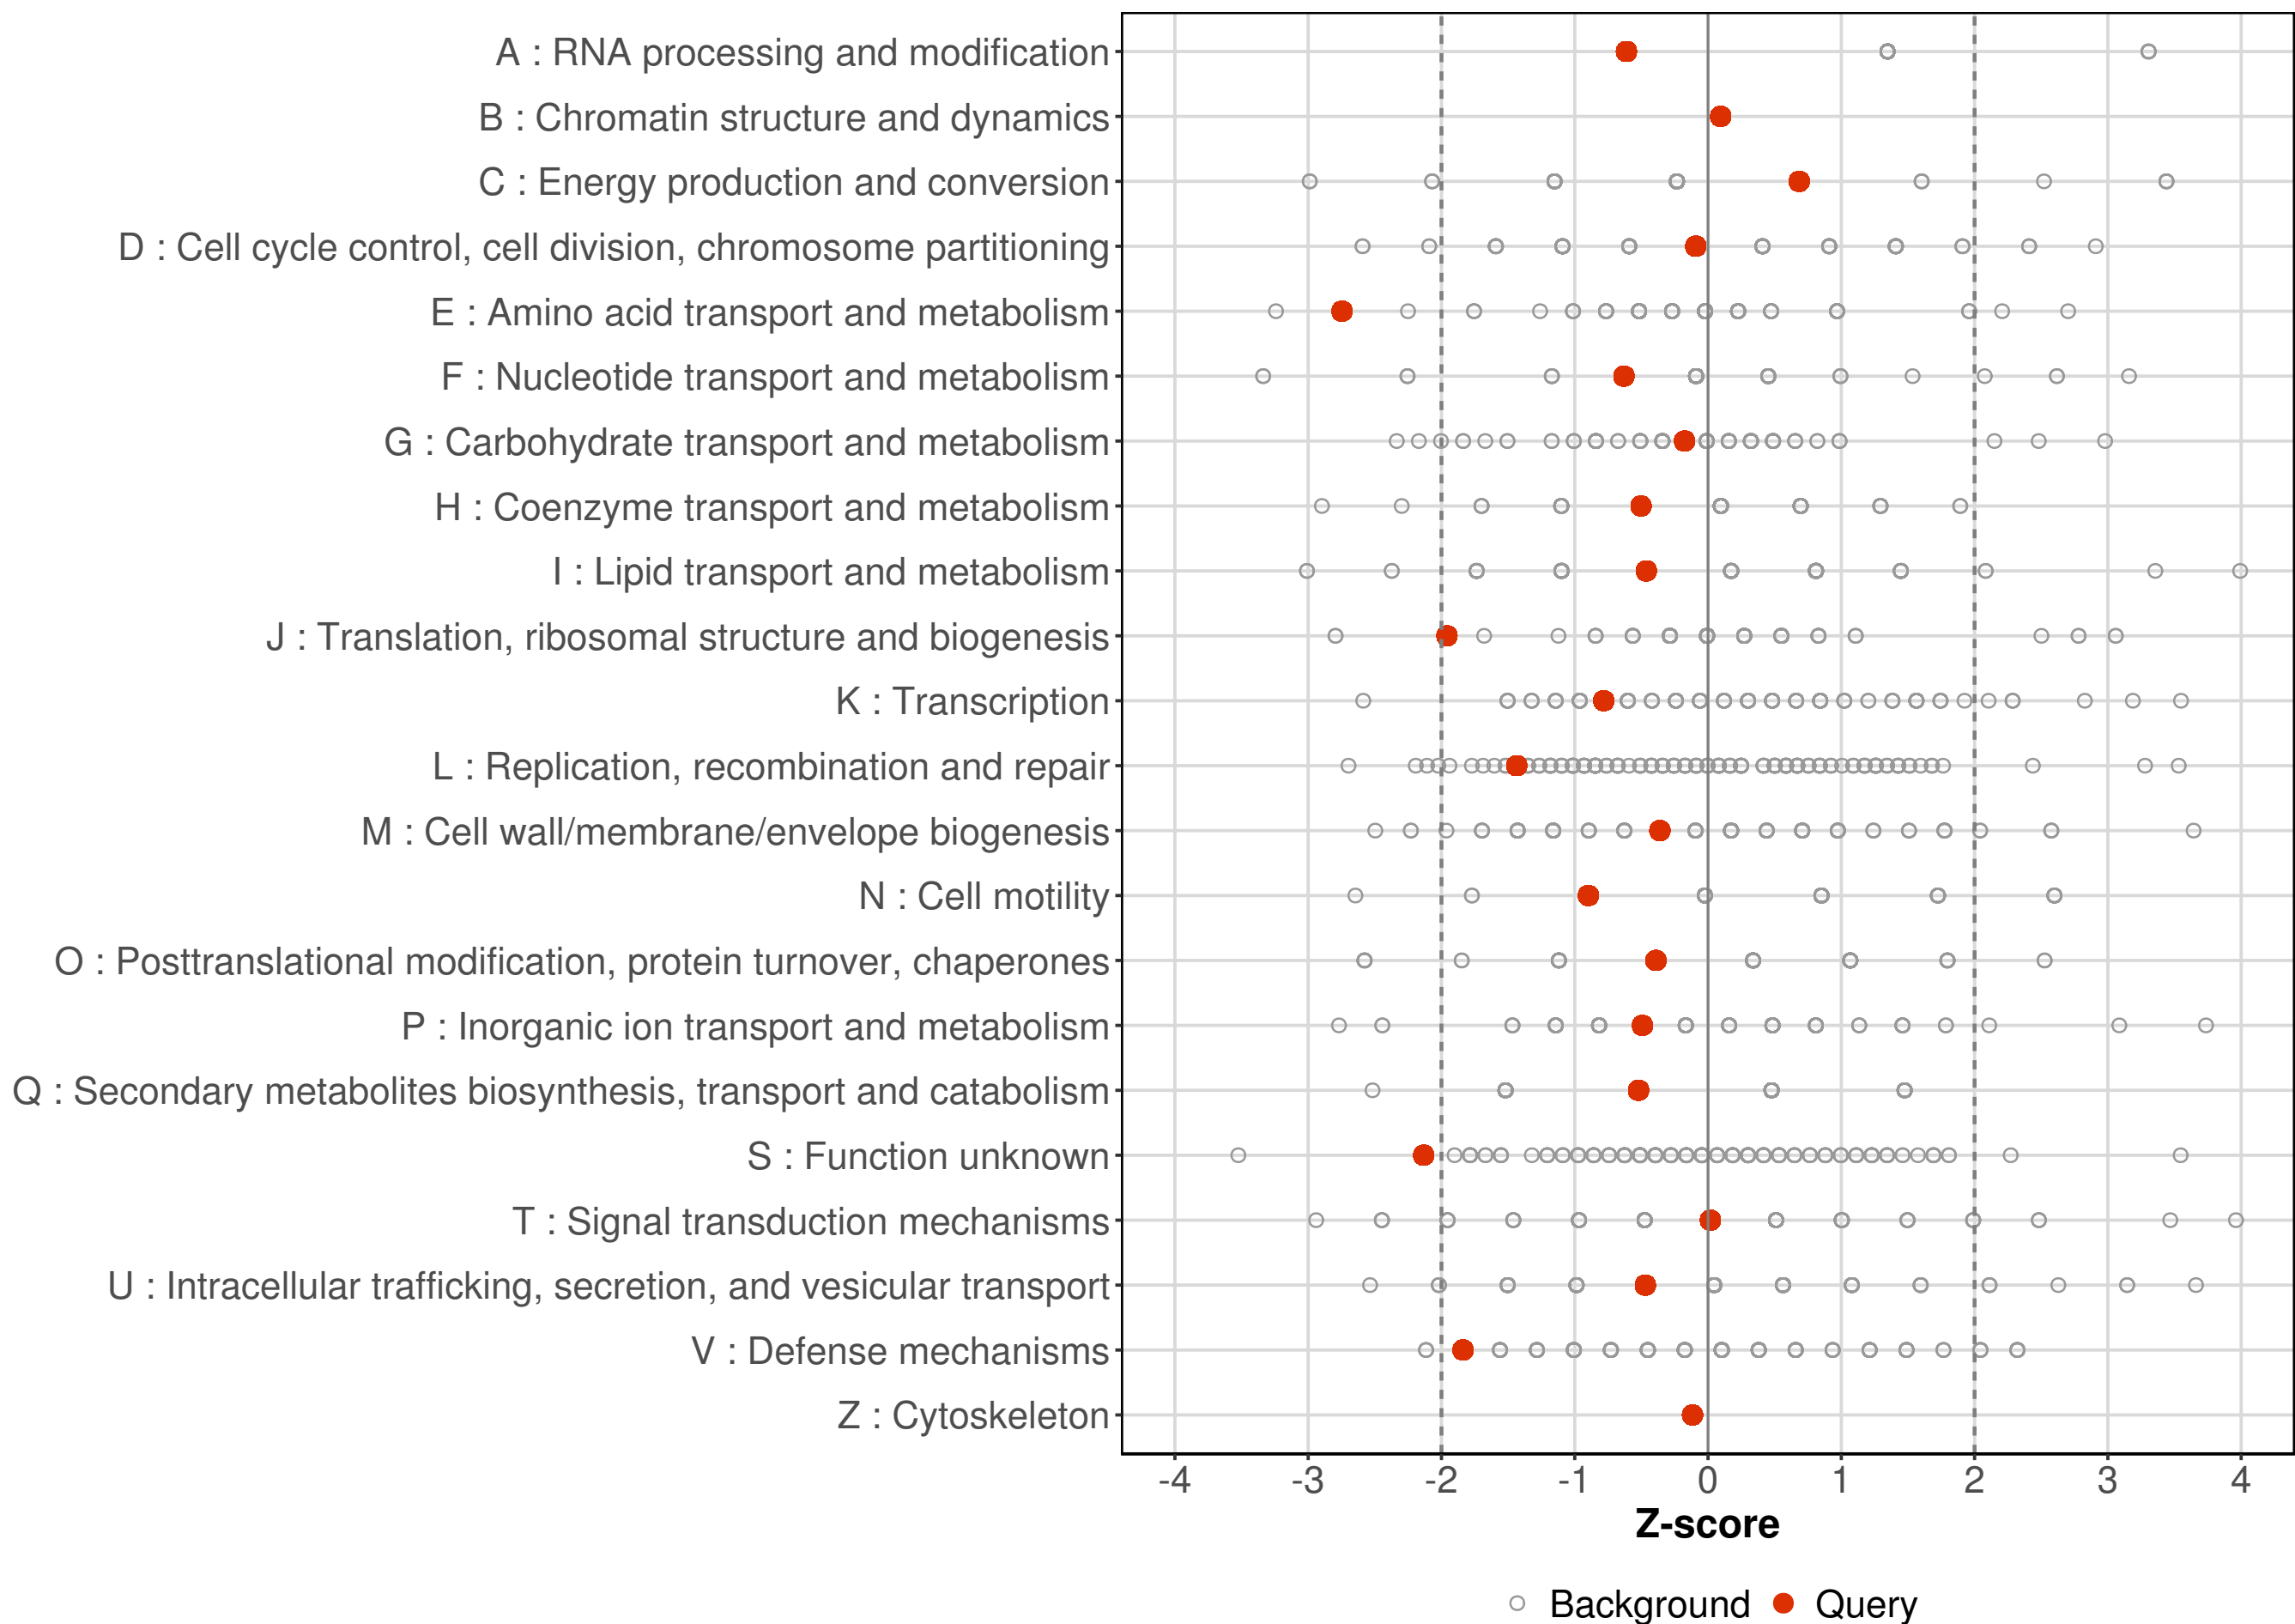 A : RNA processing and modification
B : Chromatin structure and dynamics
C : Energy production and conversion
D : Cell cycle control, cell division, chromosome partitioning
E : Amino acid transport and metabolism
F : Nucleotide transport and metabolism
G : Carbohydrate transport and metabolism
H : Coenzyme transport and metabolism
I : Lipid transport and metabolism
J : Translation, ribosomal structure and biogenesis
K : Transcription
L : Replication, recombination and repair
M : Cell wall/membrane/envelope biogenesis
N : Cell motility
O : Posttranslational modification, protein turnover, chaperones
P : Inorganic ion transport and metabolism
Q : Secondary metabolites biosynthesis, transport and catabolism
S : Function unknown
T : Signal transduction mechanisms
U : Intracellular trafficking, secretion, and vesicular transport
V : Defense mechanisms
Z : Cytoskeleton
-4 -3 -2 -1 0 1 2 3 4
Z-score
Background Query